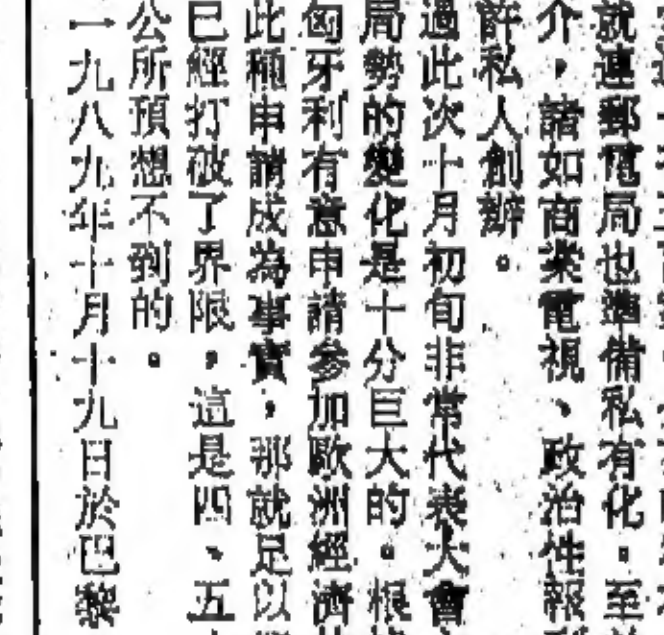 就連郵電局也準備私有化。至
介，諸如商業電視、政治性報
許私人創辦。
過此次十月初旬非常代表大會
局勢的變化是十分巨大的。根
匈牙利有意申請參加歐洲經濟
此種申請成為事實，那就足以
已經打破了界限，這是四、五
公所預想不到的。
一九八九年十月十九日於巴黎